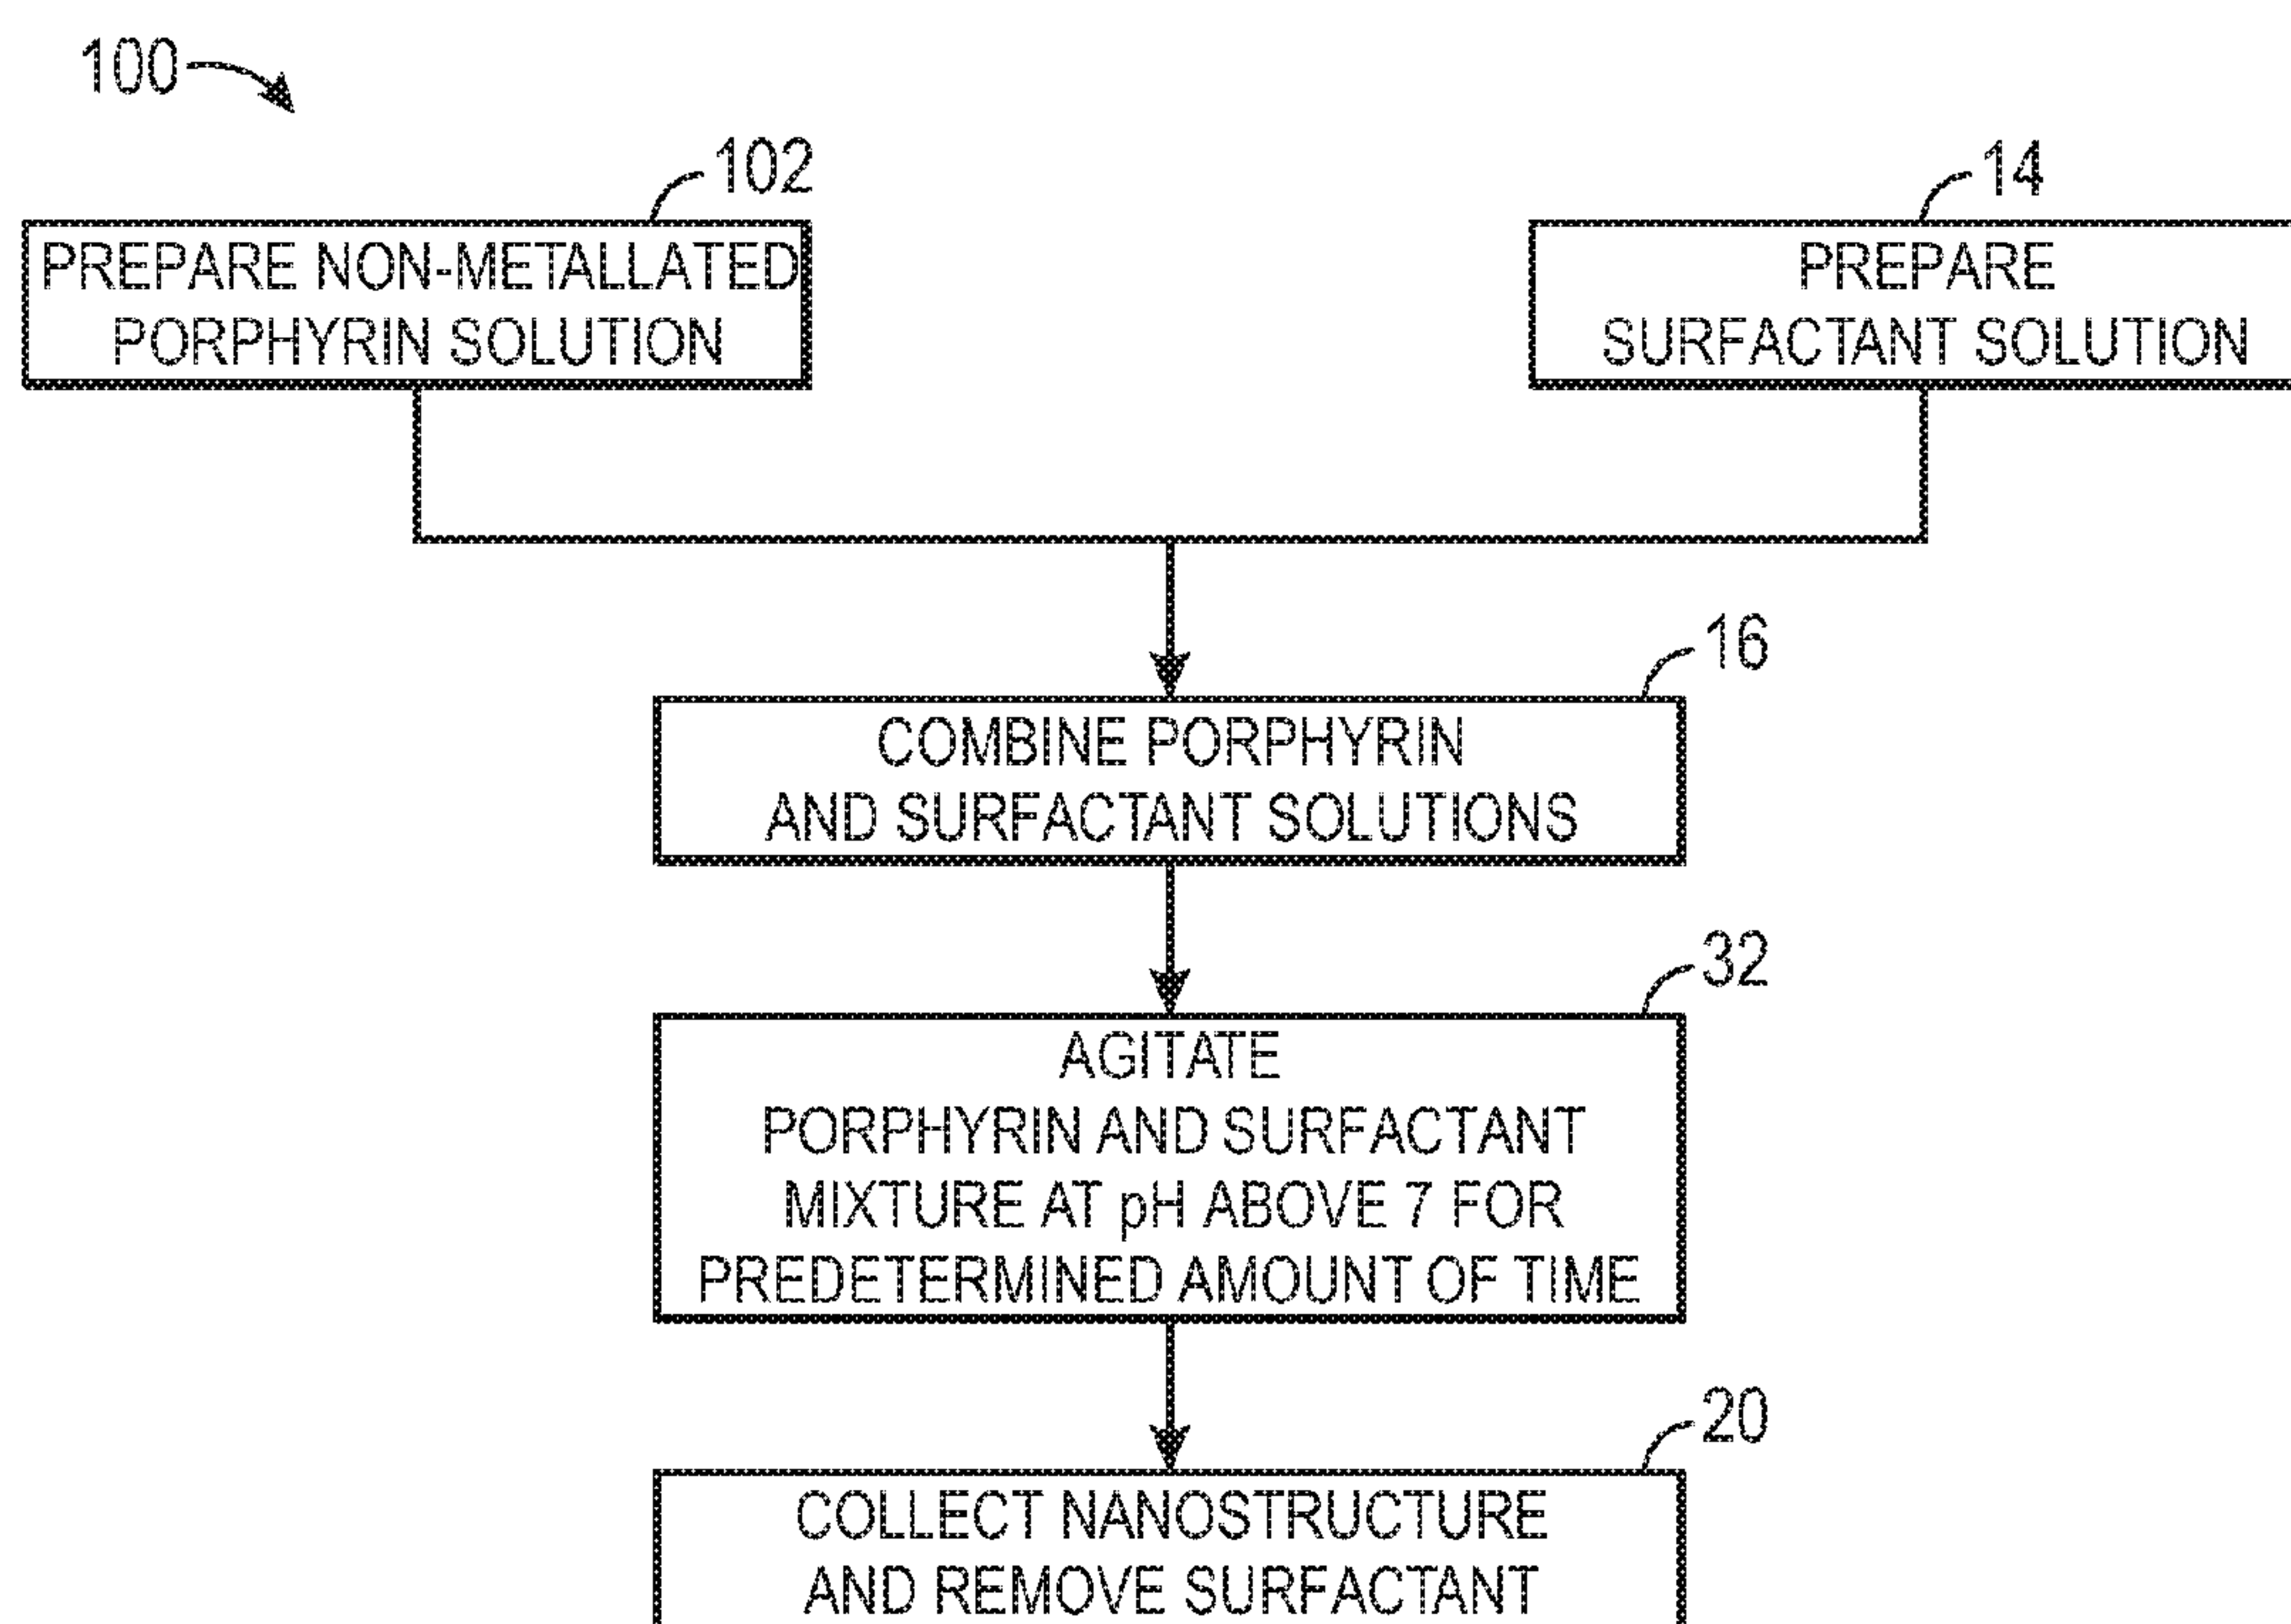 100
102
PREPARE NON-METALLATED
PORPHYRIN SOLUTION
14
PREPARE
SURFACTANT SOLUTION
16
COMBINE PORPHYRIN
AND SURFACTANT SOLUTIONS
32
AGITATE
PORPHYRIN AND SURFACTANT
MIXTURE AT pH ABOVE 7 FOR
PREDETERMINED AMOUNT OF TIME
20
COLLECT NANOSTRUCTURE
AND REMOVE SURFACTANT